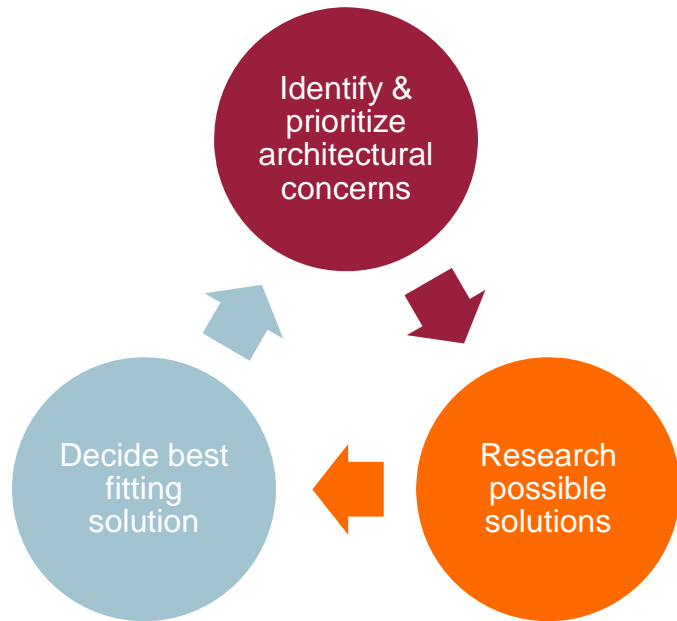 Identify &
prioritize
architectural
concerns
Research
possible
solutions
Decide best
fitting
solution